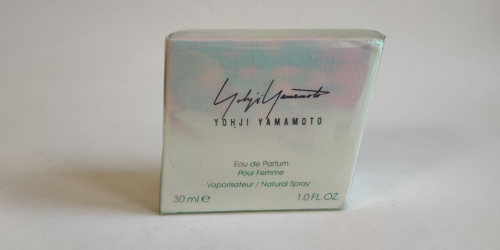 Yohji Yamamoto
YOHJI YAMAMOTO
Eau de Parfum
Pour Femme
Vaporisateur / Natural Spray
30 ml e 1.0 FL.OZ.